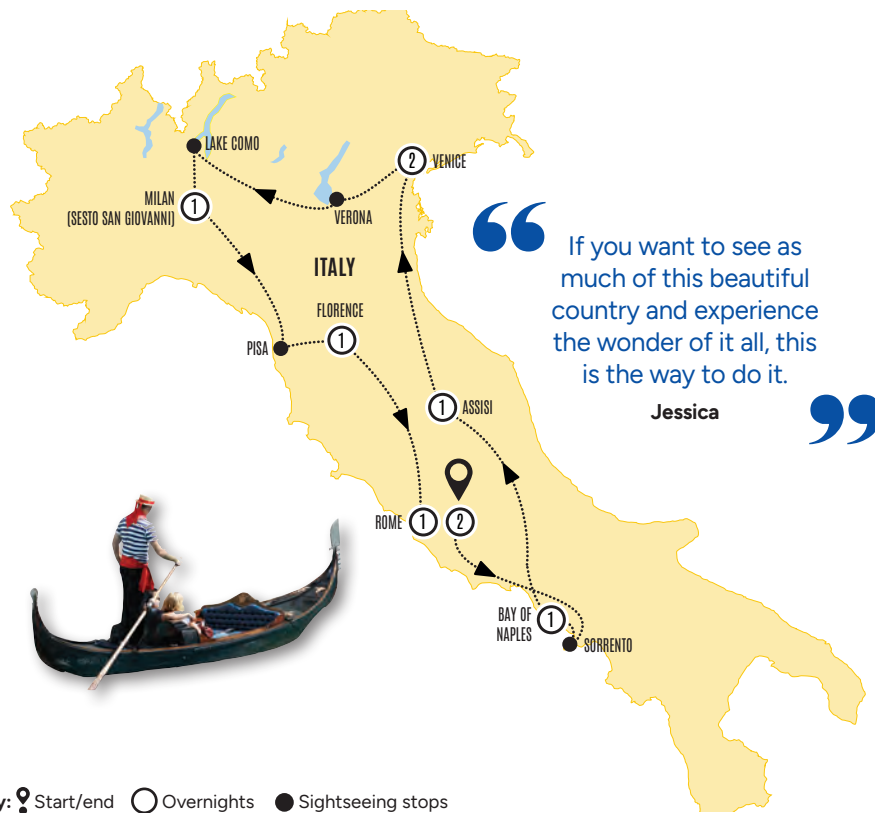 LAKE COMO
2 VENICE
MILAN
(SESTO SAN GIOVANNI)
1
VERONA
“
If you want to see as
much of this beautiful
country and experience
the wonder of it all, this
is the way to do it.
Jessica
”
ITALY
FLORENCE
1
PISA
1 ASSISI
ROME 1 2
BAY OF
NAPLES
1
SORRENTO
y: Start/end Overnights Sightseeing stops